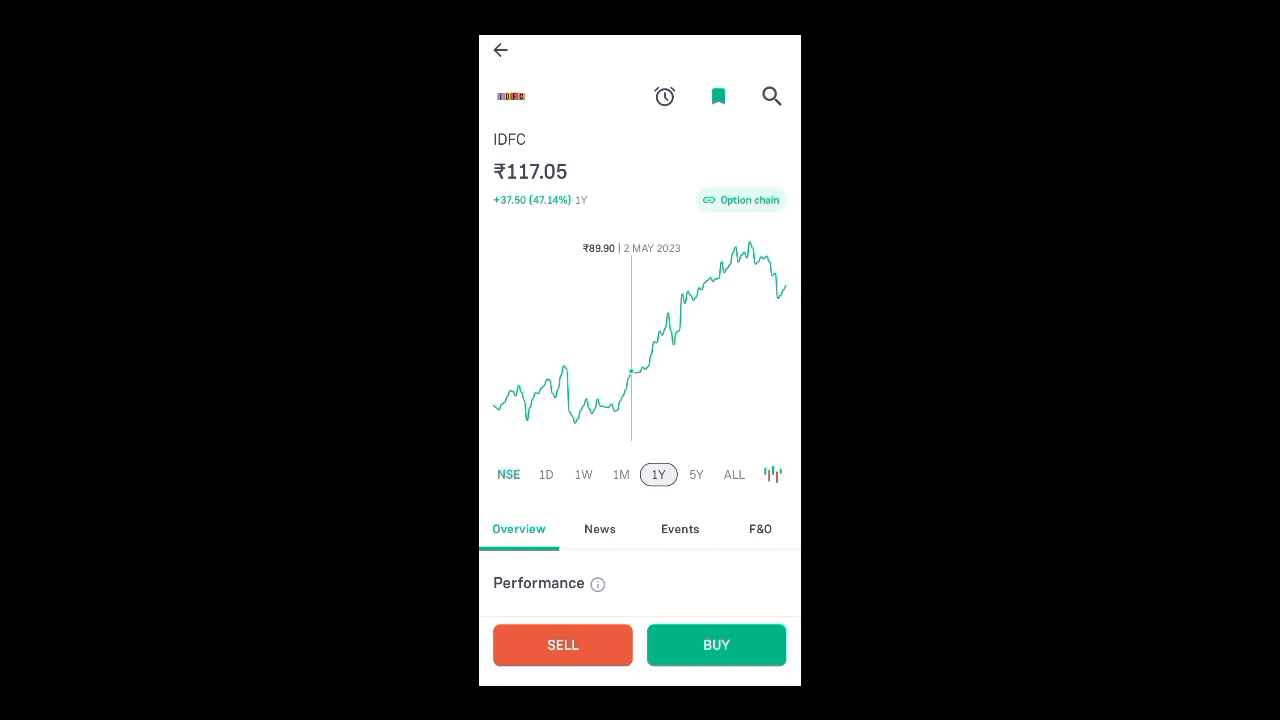 IDFC
IDFC
₹117.05
+37.50 (47.14%) 1Y
Option chain
₹89.90 | 2 MAY 2023
NSE 1D 1W 1M 1Y 5Y ALL
Overview News Events F&O
Performance
SELL BUY